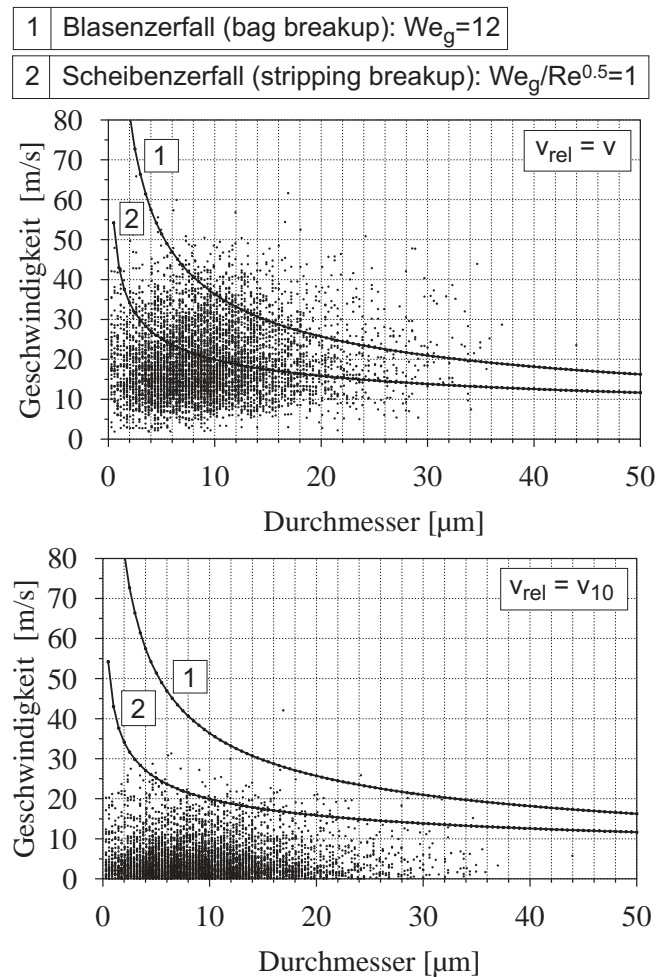 1 Blasenzerfall (bag breakup): We_g=12
2 Scheibenzerfall (stripping breakup): We_g/Re^0.5=1
80
70
60
50
40
30
20
10
0
Geschwindigkeit [m/s]
1
2
v_rel = v
0 10 20 30 40 50
Durchmesser [µm]
80
70
60
50
40
30
20
10
0
Geschwindigkeit [m/s]
1
2
v_rel = v_10
0 10 20 30 40 50
Durchmesser [µm]